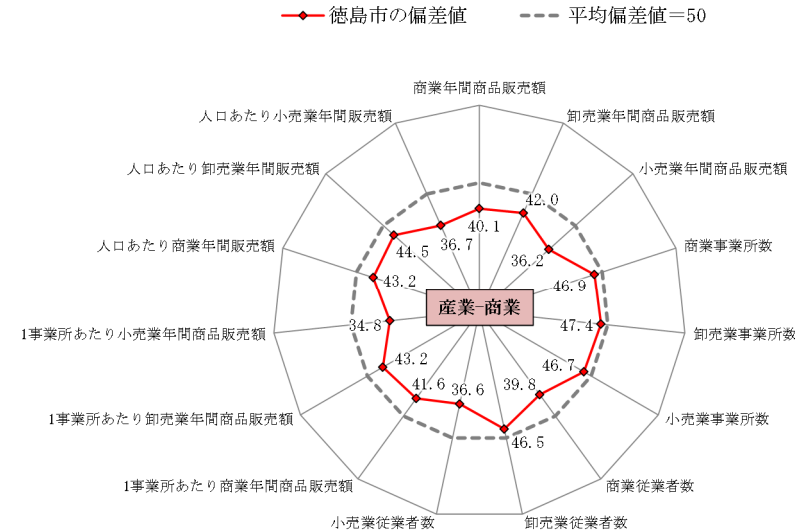 徳島市の偏差値
平均偏差値＝50
商業年間商品販売額
卸売業年間商品販売額
小売業年間商品販売額
商業事業所数
卸売業事業所数
小売業事業所数
商業従業者数
卸売業従業者数
小売業従業者数
1事業所あたり商業年間商品販売額
1事業所あたり卸売業年間商品販売額
1事業所あたり小売業年間商品販売額
人口あたり商業年間販売額
人口あたり卸売業年間販売額
人口あたり小売業年間販売額
40.1
42.0
36.2
46.9
47.4
46.7
39.8
46.5
36.6
41.6
43.2
34.8
43.2
44.5
36.7
産業-商業